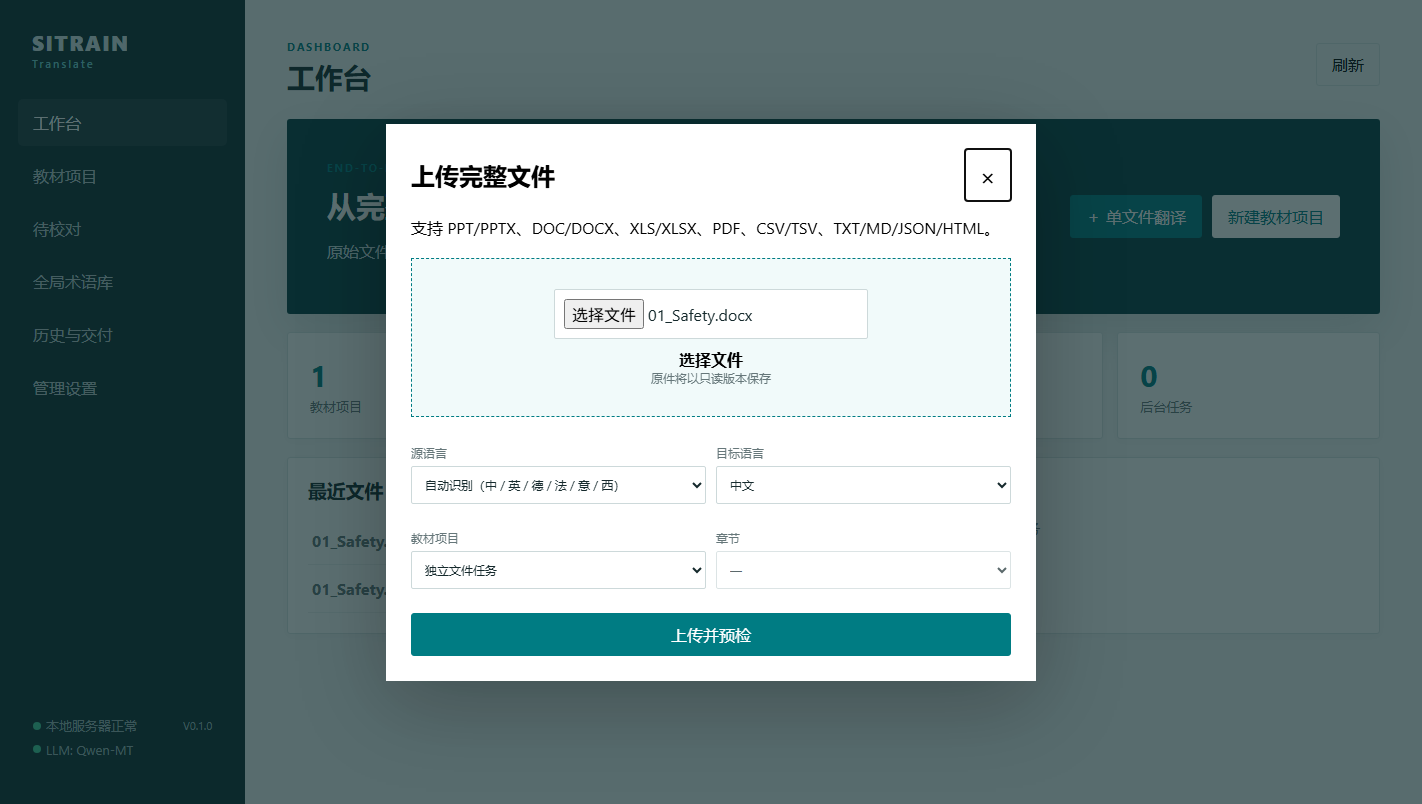 SITRAIN
Translate
工作台
教材项目
待校对
全局术语库
历史与交付
管理设置
本地服务器正常 V0.1.0
LLM: Qwen-MT
DASHBOARD
工作台
刷新
END-TO-
从完
原始文件
+ 单文件翻译
新建教材项目
1
教材项目
0
后台任务
最近文件
01_Safety.
01_Safety.
上传完整文件
×
支持 PPT/PPTX、DOC/DOCX、XLS/XLSX、PDF、CSV/TSV、TXT/MD/JSON/HTML。
选择文件 01_Safety.docx
选择文件
原件将以只读版本保存
源语言
自动识别（中 / 英 / 德 / 法 / 意 / 西）
目标语言
中文
教材项目
独立文件任务
章节
—
上传并预检